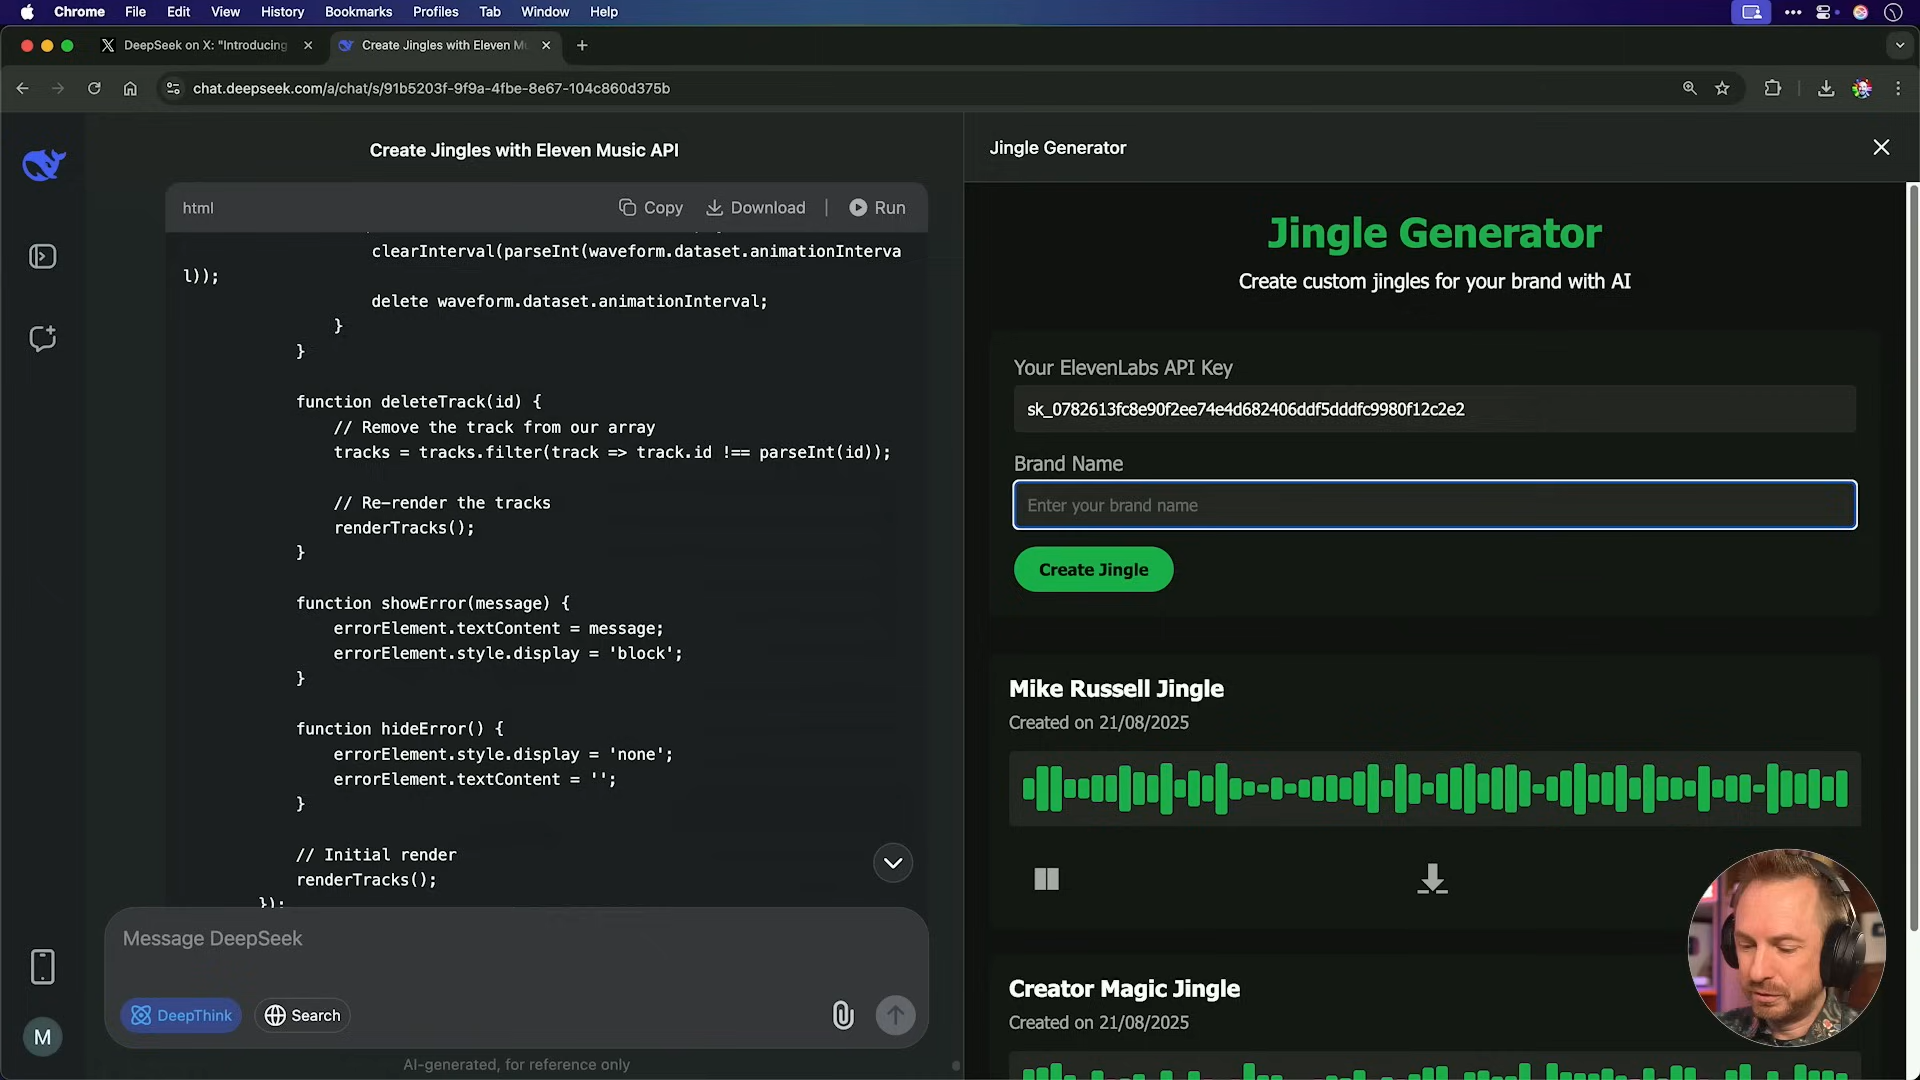 Chrome File Edit View History Bookmarks Profiles Tab Window Help
DeepSeek on X: "Introducing
Create Jingles with Eleven Mu
chat.deepseek.com/a/chat/s/91b5203f-9f9a-4fbe-8e67-104c860d375b
Create Jingles with Eleven Music API
html Copy Download | Run
clearInterval(parseInt(waveform.dataset.animationInterva
l));
delete waveform.dataset.animationInterval;
}
}
function deleteTrack(id) {
// Remove the track from our array
tracks = tracks.filter(track => track.id !== parseInt(id));
// Re-render the tracks
renderTracks();
}
function showError(message) {
errorElement.textContent = message;
errorElement.style.display = 'block';
}
function hideError() {
errorElement.style.display = 'none';
errorElement.textContent = '';
}
// Initial render
renderTracks();
});
Message DeepSeek
DeepThink Search
M
AI-generated, for reference only
Jingle Generator
Jingle Generator
Create custom jingles for your brand with AI
Your ElevenLabs API Key
sk_0782613fc8e90f2ee74e4d682406ddf5dddfc9980f12c2e2
Brand Name
Enter your brand name
Create Jingle
Mike Russell Jingle
Created on 21/08/2025
Creator Magic Jingle
Created on 21/08/2025